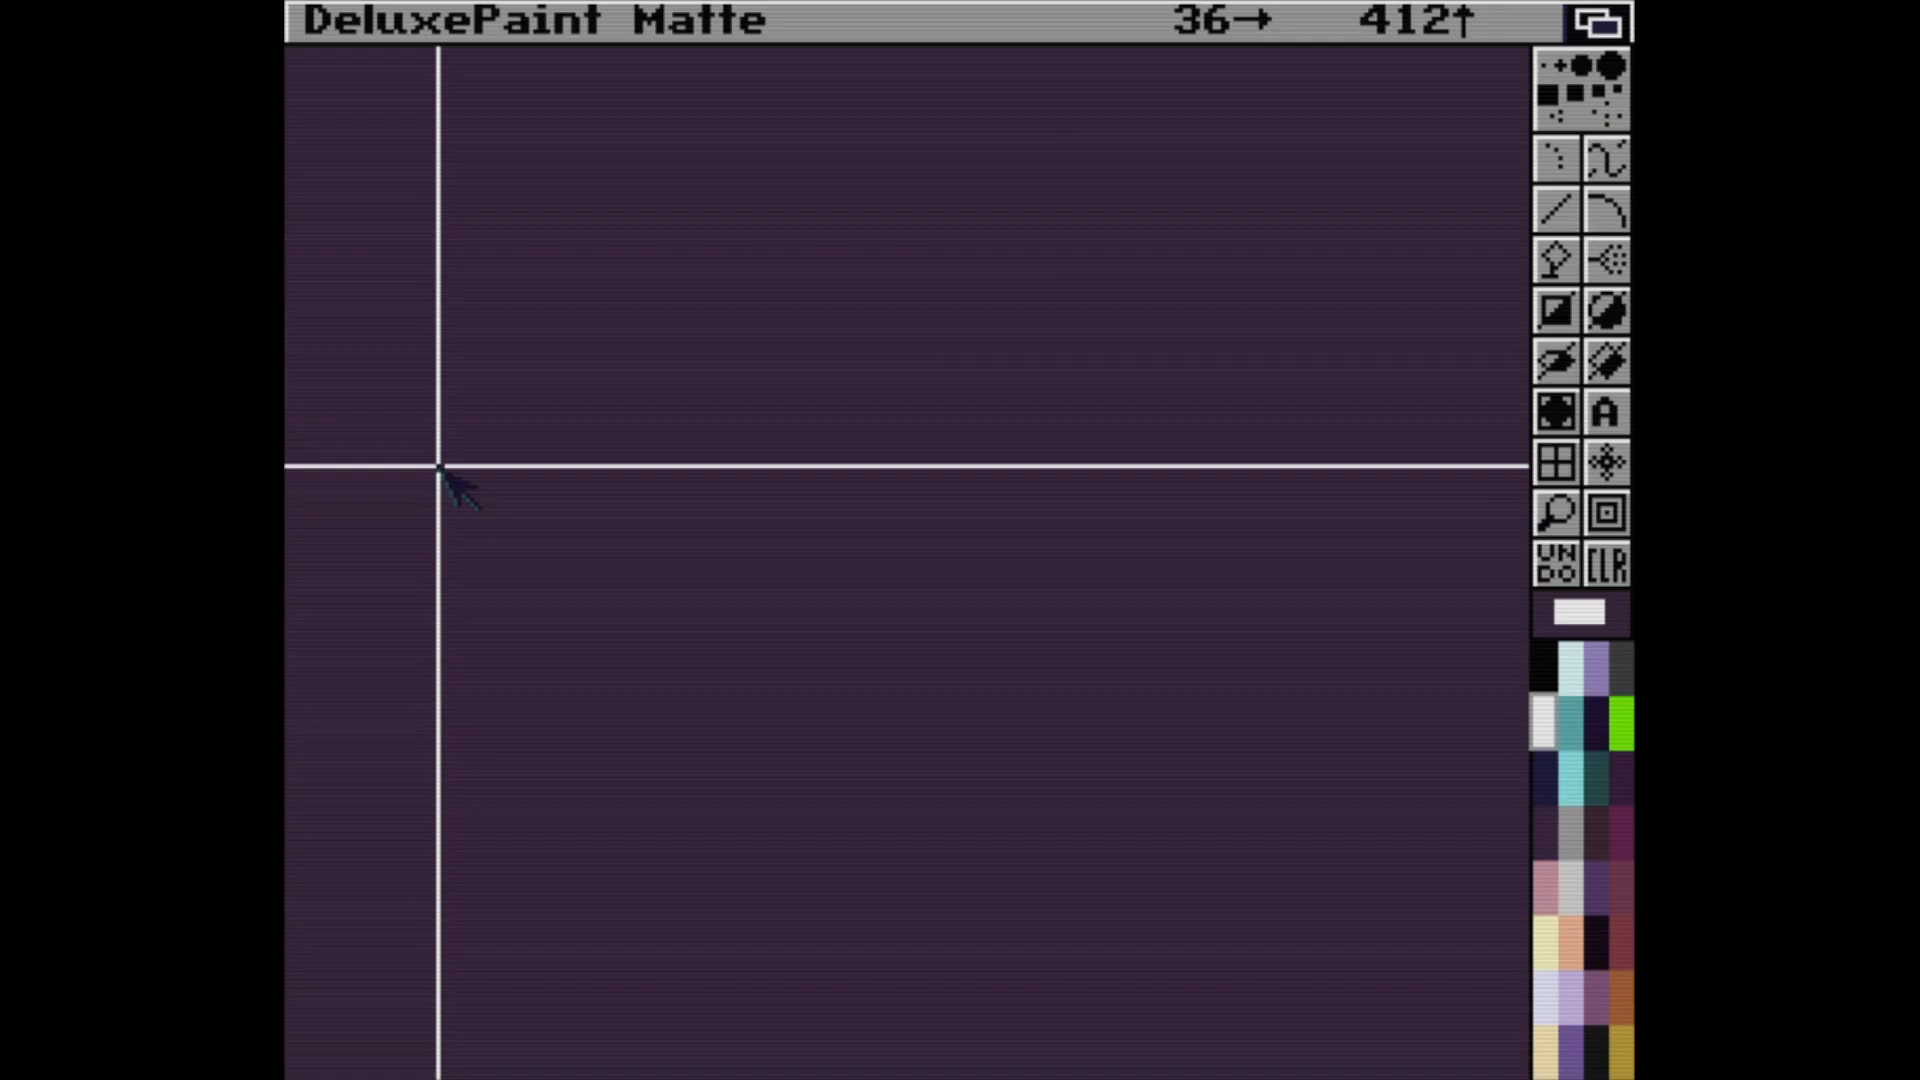 DeluxePaint Matte 36→ 412↑
A
UN
DO
CLR